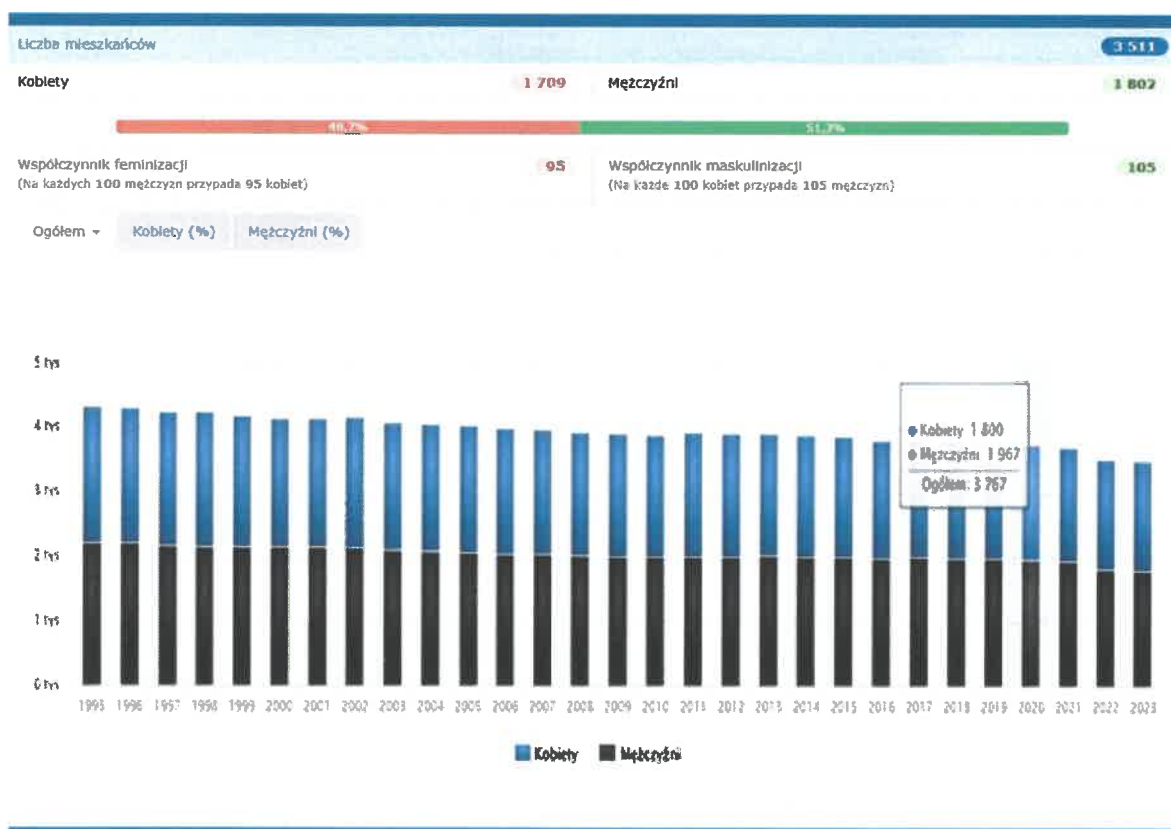 Liczba mieszkańców 3 511
Kobiety 1 709 Mężczyźni 1 802
48,7% 51,3%
Współczynnik feminizacji 95 Współczynnik maskulinizacji 105
(Na każdych 100 mężczyzn przypada 95 kobiet) (Na każde 100 kobiet przypada 105 mężczyzn)
Ogółem Kobiety (%) Mężczyźni (%)
5 tys
4 tys
Kobiety 1 800
Mężczyźni 1 967
Ogółem: 3 767
3 tys
2 tys
1 tys
0 tys
1995 1996 1997 1998 1999 2000 2001 2002 2003 2004 2005 2006 2007 2008 2009 2010 2011 2012 2013 2014 2015 2016 2017 2018 2019 2020 2021 2022 2023
Kobiety Mężczyźni